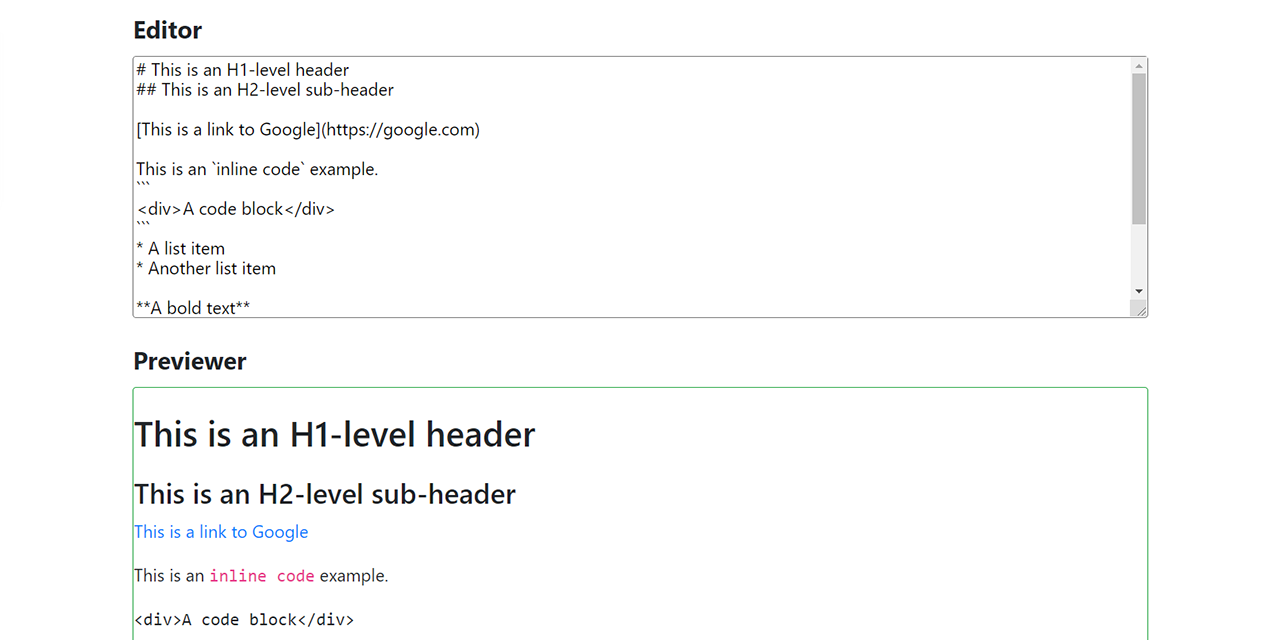 Editor
# This is an H1-level header
## This is an H2-level sub-header
[This is a link to Google](https://google.com)
This is an `inline code` example.
```
<div>A code block</div>
```
* A list item
* Another list item
**A bold text**
Previewer
This is an H1-level header
This is an H2-level sub-header
This is a link to Google
This is an inline code example.
<div>A code block</div>